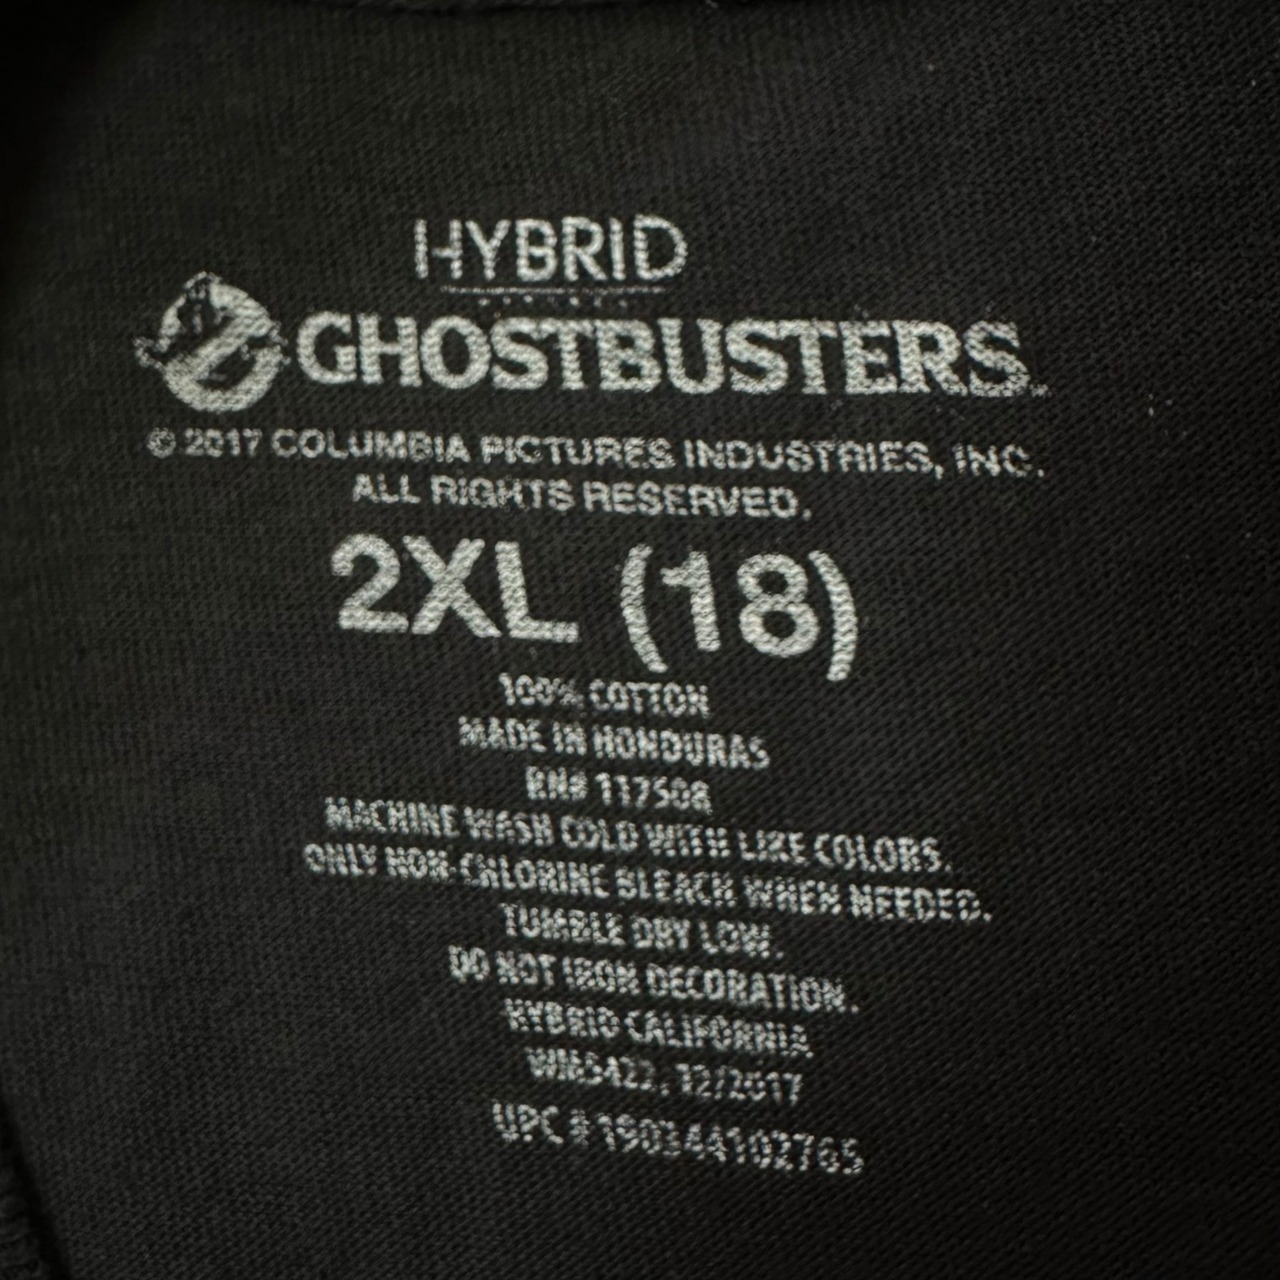 HYBRID
GHOSTBUSTERS
© 2017 COLUMBIA PICTURES INDUSTRIES, INC.
ALL RIGHTS RESERVED.
2XL (18)
100% COTTON
MADE IN HONDURAS
RN# 117508
MACHINE WASH COLD WITH LIKE COLORS.
ONLY NON-CHLORINE BLEACH WHEN NEEDED.
TUMBLE DRY LOW.
DO NOT IRON DECORATION.
HYBRID CALIFORNIA
12/2017
UPC # 190344102765